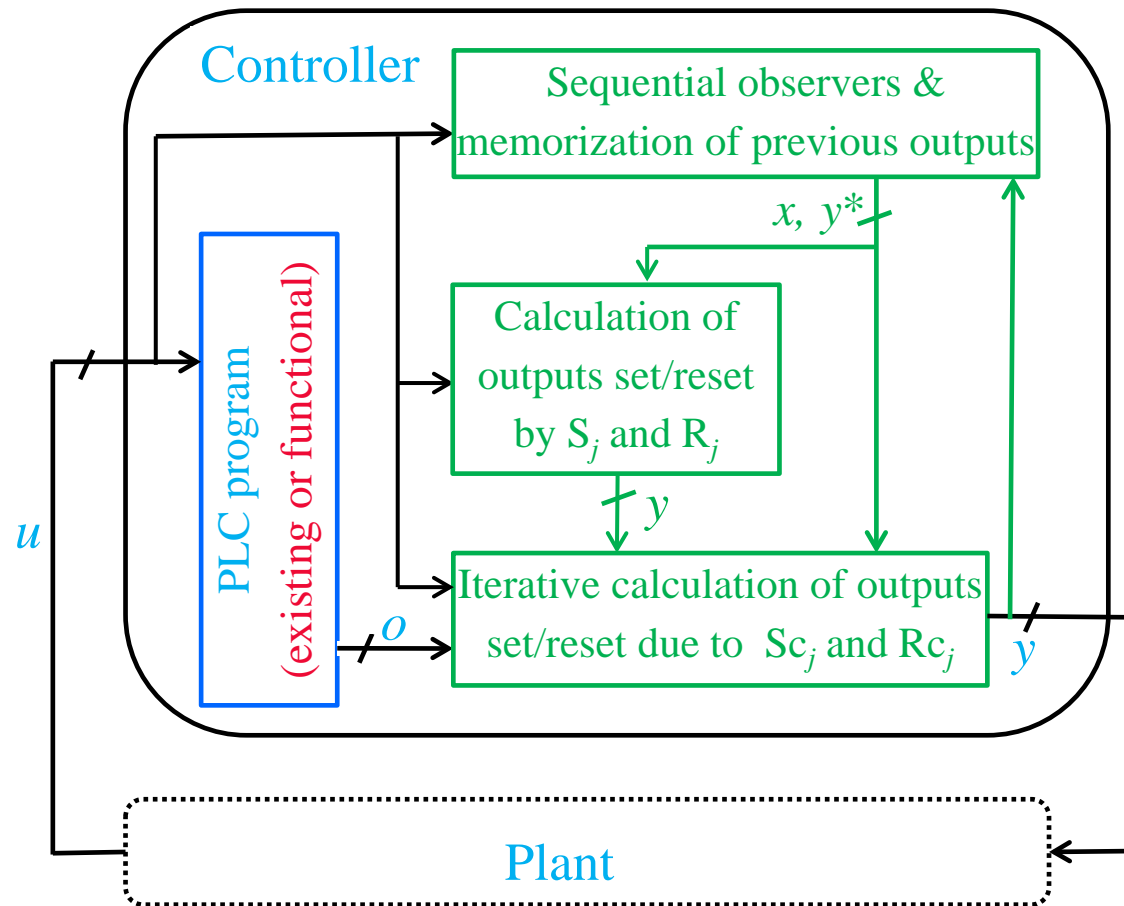 Controller
Sequential observers &
memorization of previous outputs
x, y*
PLC program
(existing or functional)
Calculation of
outputs set/reset
by Sj and Rj
u
y
o
Iterative calculation of outputs
set/reset due to Scj and Rcj
y
Plant